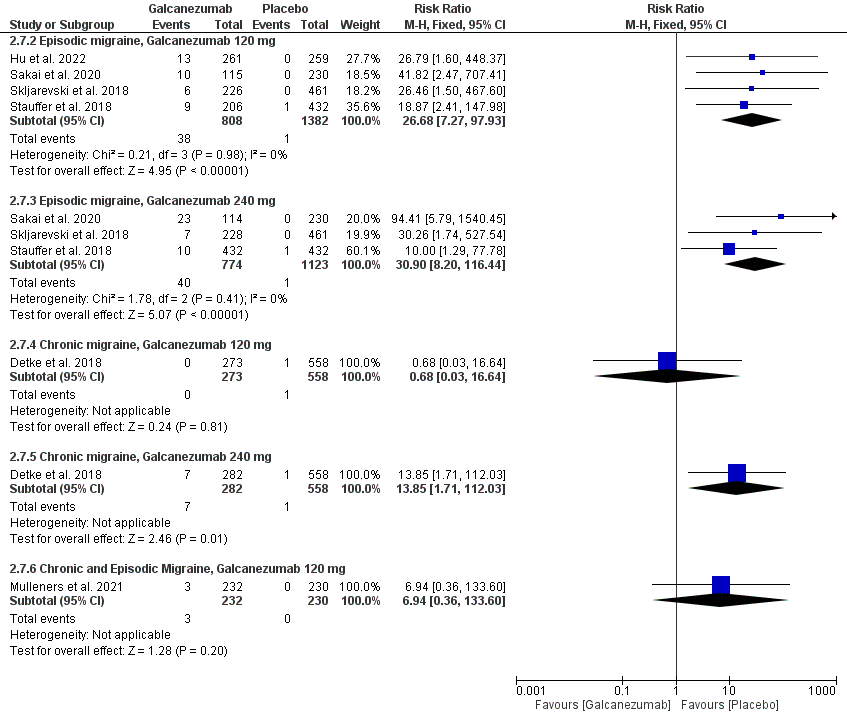 Galcanezumab Placebo Risk Ratio Risk Ratio
Study or Subgroup Events Total Events Total Weight M-H, Fixed, 95% CI M-H, Fixed, 95% CI
2.7.2 Episodic migraine, Galcanezumab 120 mg
Hu et al. 2022 13 261 0 259 27.7% 26.79 [1.60, 448.37]
Sakai et al. 2020 10 115 0 230 18.5% 41.82 [2.47, 707.41]
Skljarevski et al. 2018 6 226 0 461 18.2% 26.46 [1.50, 467.60]
Stauffer et al. 2018 9 206 1 432 35.6% 18.87 [2.41, 147.98]
Subtotal (95% CI) 808 1382 100.0% 26.68 [7.27, 97.93]
Total events 38 1
Heterogeneity: Chi² = 0.21, df = 3 (P = 0.98); I² = 0%
Test for overall effect: Z = 4.95 (P < 0.00001)
2.7.3 Episodic migraine, Galcanezumab 240 mg
Sakai et al. 2020 23 114 0 230 20.0% 94.41 [5.79, 1540.45]
Skljarevski et al. 2018 7 228 0 461 19.9% 30.26 [1.74, 527.54]
Stauffer et al. 2018 10 432 1 432 60.1% 10.00 [1.29, 77.78]
Subtotal (95% CI) 774 1123 100.0% 30.90 [8.20, 116.44]
Total events 40 1
Heterogeneity: Chi² = 1.78, df = 2 (P = 0.41); I² = 0%
Test for overall effect: Z = 5.07 (P < 0.00001)
2.7.4 Chronic migraine, Galcanezumab 120 mg
Detke et al. 2018 0 273 1 558 100.0% 0.68 [0.03, 16.64]
Subtotal (95% CI) 273 558 100.0% 0.68 [0.03, 16.64]
Total events 0 1
Heterogeneity: Not applicable
Test for overall effect: Z = 0.24 (P = 0.81)
2.7.5 Chronic migraine, Galcanezumab 240 mg
Detke et al. 2018 7 282 1 558 100.0% 13.85 [1.71, 112.03]
Subtotal (95% CI) 282 558 100.0% 13.85 [1.71, 112.03]
Total events 7 1
Heterogeneity: Not applicable
Test for overall effect: Z = 2.46 (P = 0.01)
2.7.6 Chronic and Episodic Migraine, Galcanezumab 120 mg
Mulleners et al. 2021 3 232 0 230 100.0% 6.94 [0.36, 133.60]
Subtotal (95% CI) 232 230 100.0% 6.94 [0.36, 133.60]
Total events 3 0
Heterogeneity: Not applicable
Test for overall effect: Z = 1.28 (P = 0.20)
0.001 0.1 1 10 1000
Favours [Galcanezumab] Favours [Placebo]